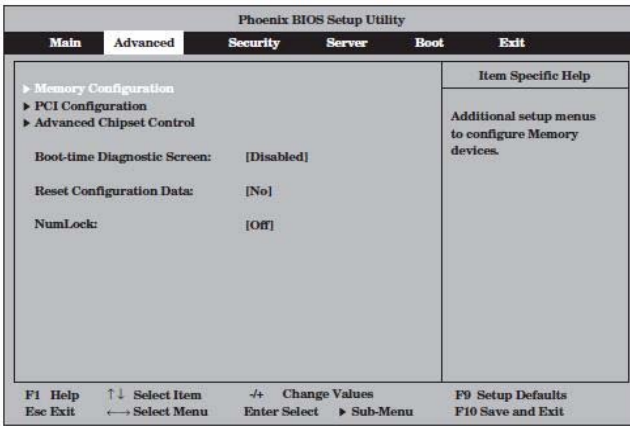 Phoenix BIOS Setup Utility
Main Advanced Security Server Boot Exit
▶ Memory Configuration
▶ PCI Configuration
▶ Advanced Chipset Control
Boot-time Diagnostic Screen: [Disabled]
Reset Configuration Data: [No]
NumLock: [Off]
Item Specific Help
Additional setup menus
to configure Memory
devices.
F1 Help ↑↓ Select Item -/+ Change Values F9 Setup Defaults
Esc Exit ←→ Select Menu Enter Select ▶ Sub-Menu F10 Save and Exit